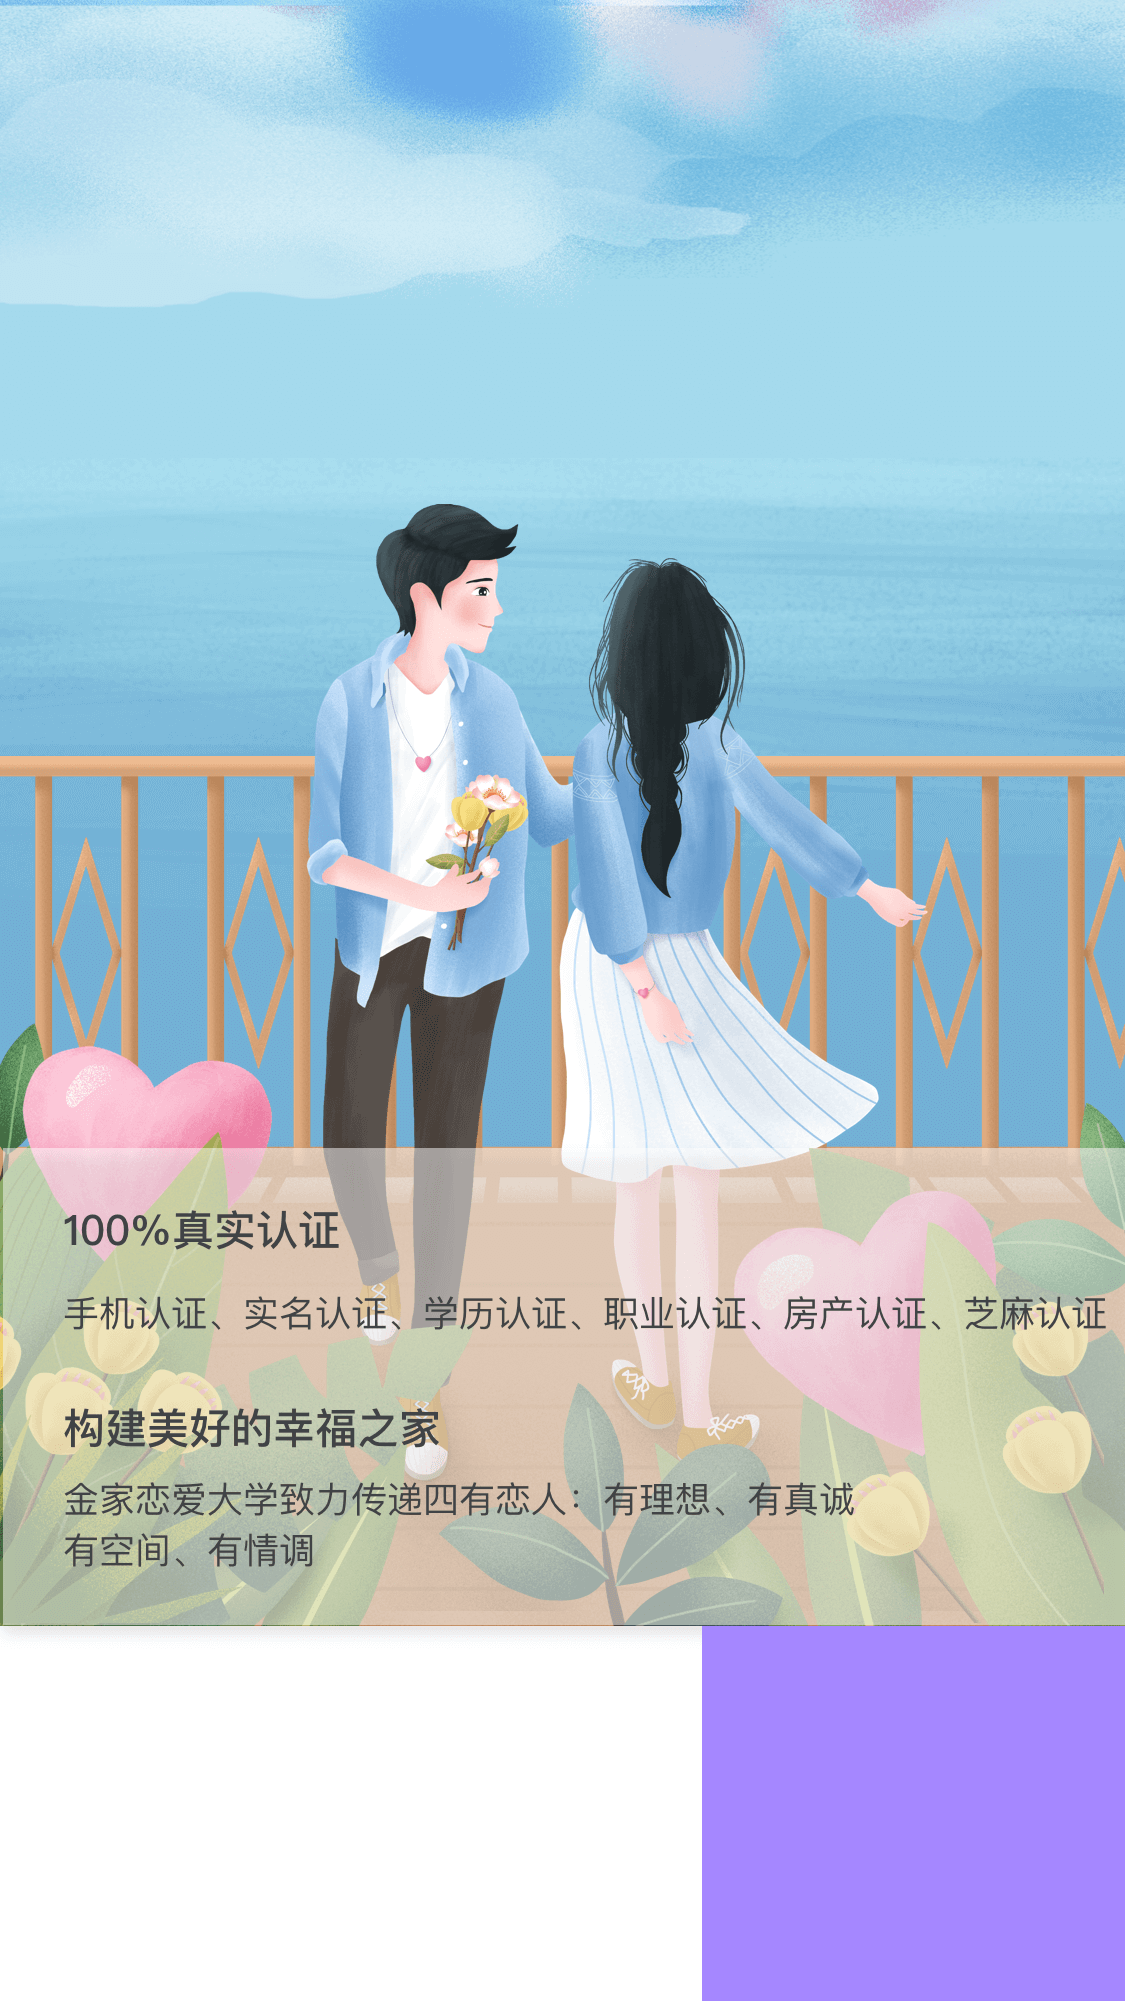 100%真实认证
手机认证、实名认证、学历认证、职业认证、房产认证、芝麻认证
构建美好的幸福之家
金家恋爱大学致力传递四有恋人：有理想、有真诚
有空间、有情调